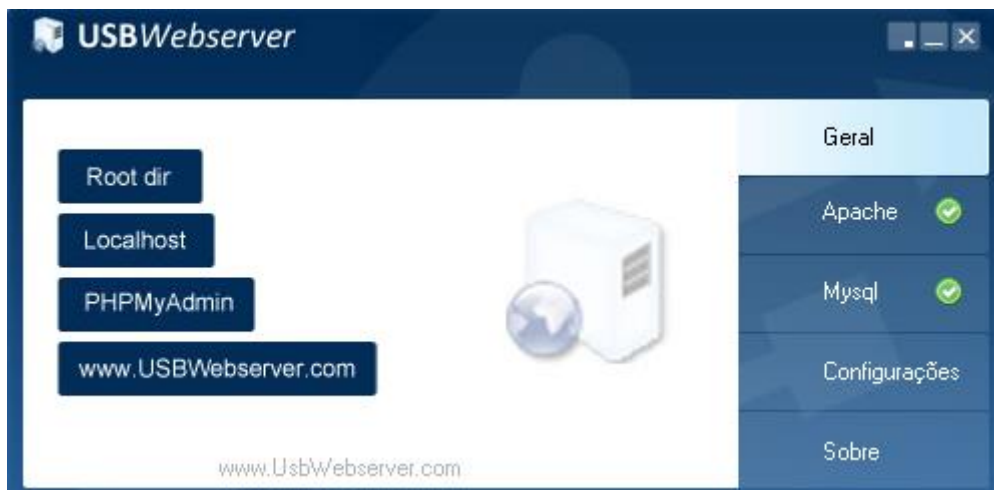 USBWebserver
Root dir
Localhost
PHPMyAdmin
www.USBWebserver.com
www.UsbWebserver.com
Geral
Apache
Mysql
Configurações
Sobre